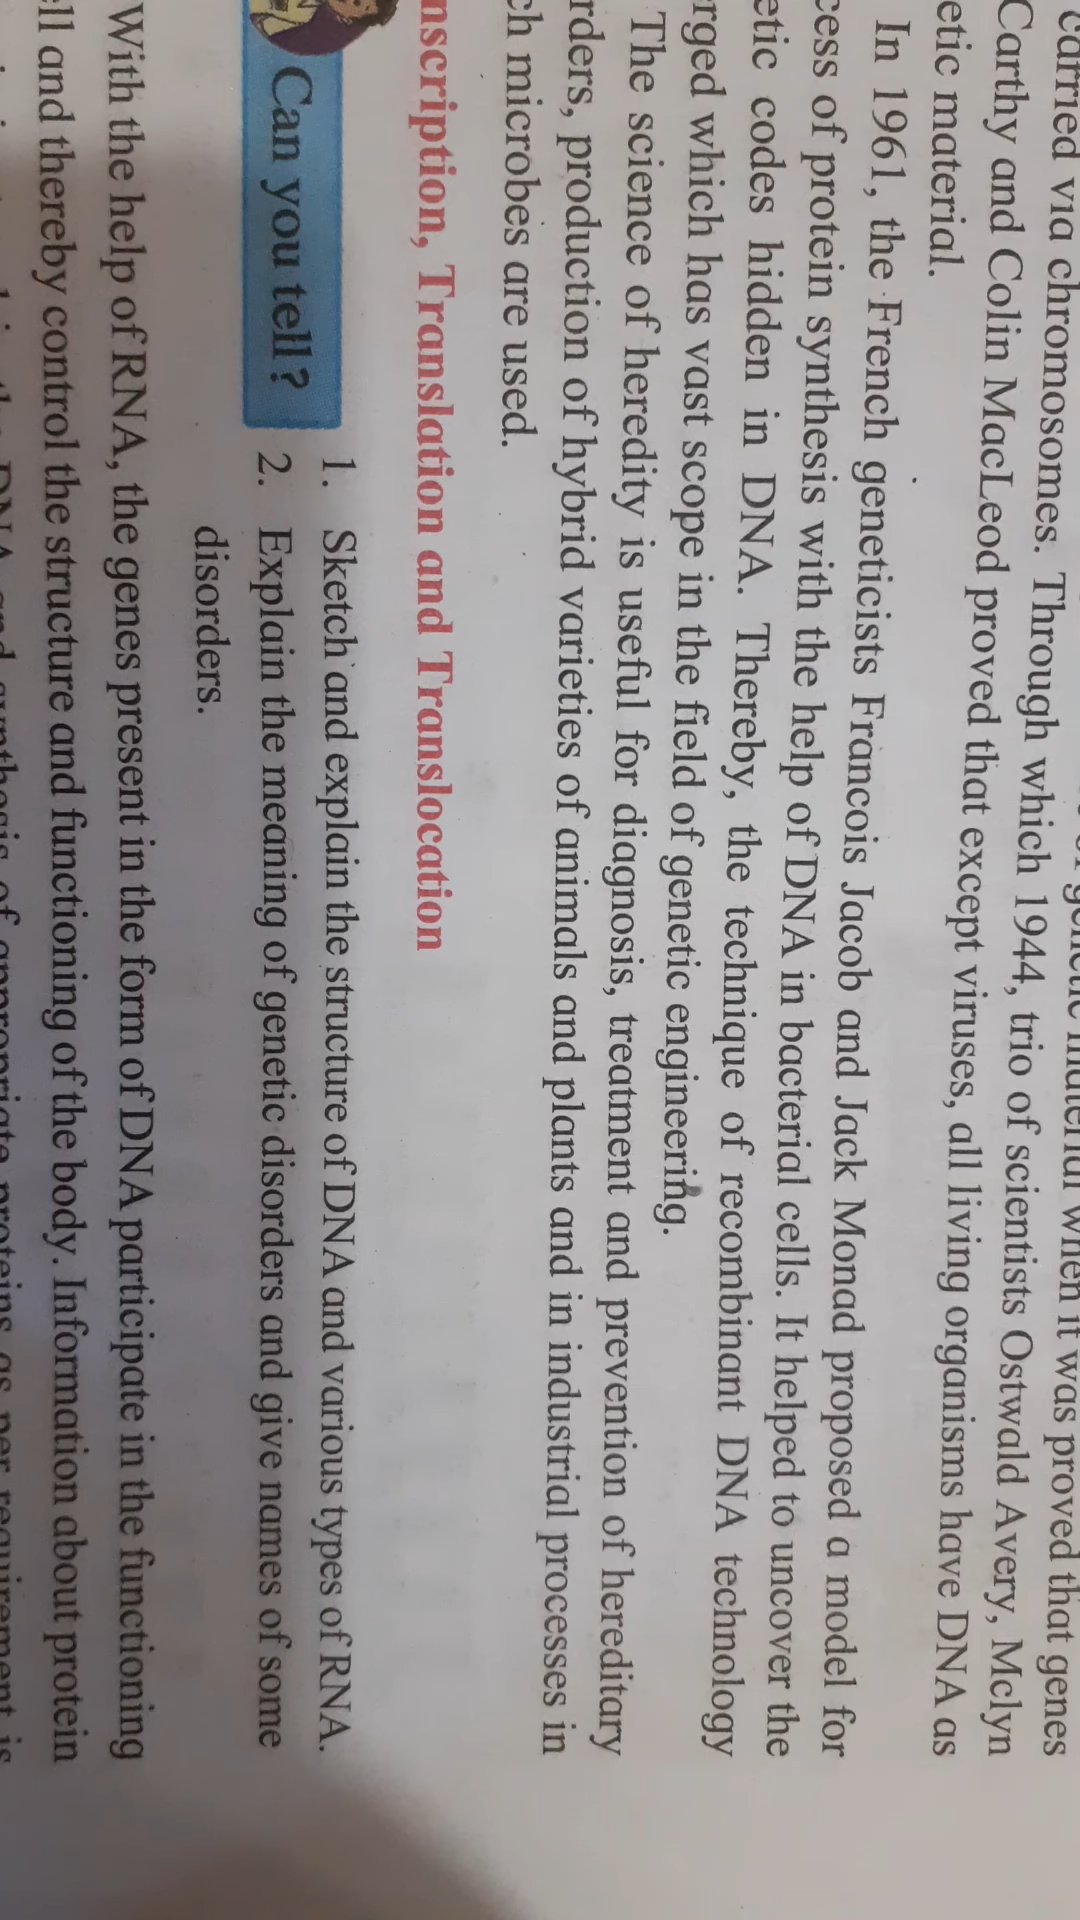 carried via chromosomes. Through which 1944, trio of scientists Ostwald Avery, Mclyn
Carthy and Colin MacLeod proved that except viruses, all living organisms have DNA as
etic material.
In 1961, the French geneticists Francois Jacob and Jack Monad proposed a model for
cess of protein synthesis with the help of DNA in bacterial cells. It helped to uncover the
etic codes hidden in DNA. Thereby, the technique of recombinant DNA technology
rged which has vast scope in the field of genetic engineering.
The science of heredity is useful for diagnosis, treatment and prevention of hereditary
rders, production of hybrid varieties of animals and plants and in industrial processes in
ch microbes are used.
nscription, Translation and Translocation
Can you tell?
1. Sketch and explain the structure of DNA and various types of RNA.
2. Explain the meaning of genetic disorders and give names of some
disorders.
With the help of RNA, the genes present in the form of DNA participate in the functioning
ell and thereby control the structure and functioning of the body. Information about protein
DNA and synthesis of appropriate proteins as per requirement is